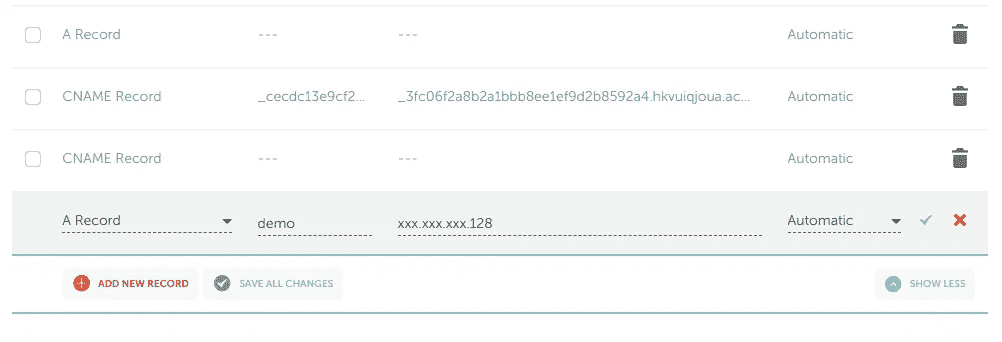 A Record --- --- Automatic
CNAME Record _cecdc13e9cf2... _3fc06f2a8b2a1bbb8ee1ef9d2b8592a4.hkvuiqjoua.ac... Automatic
CNAME Record --- --- Automatic
A Record demo xxx.xxx.xxx.128 Automatic
ADD NEW RECORD SAVE ALL CHANGES SHOW LESS